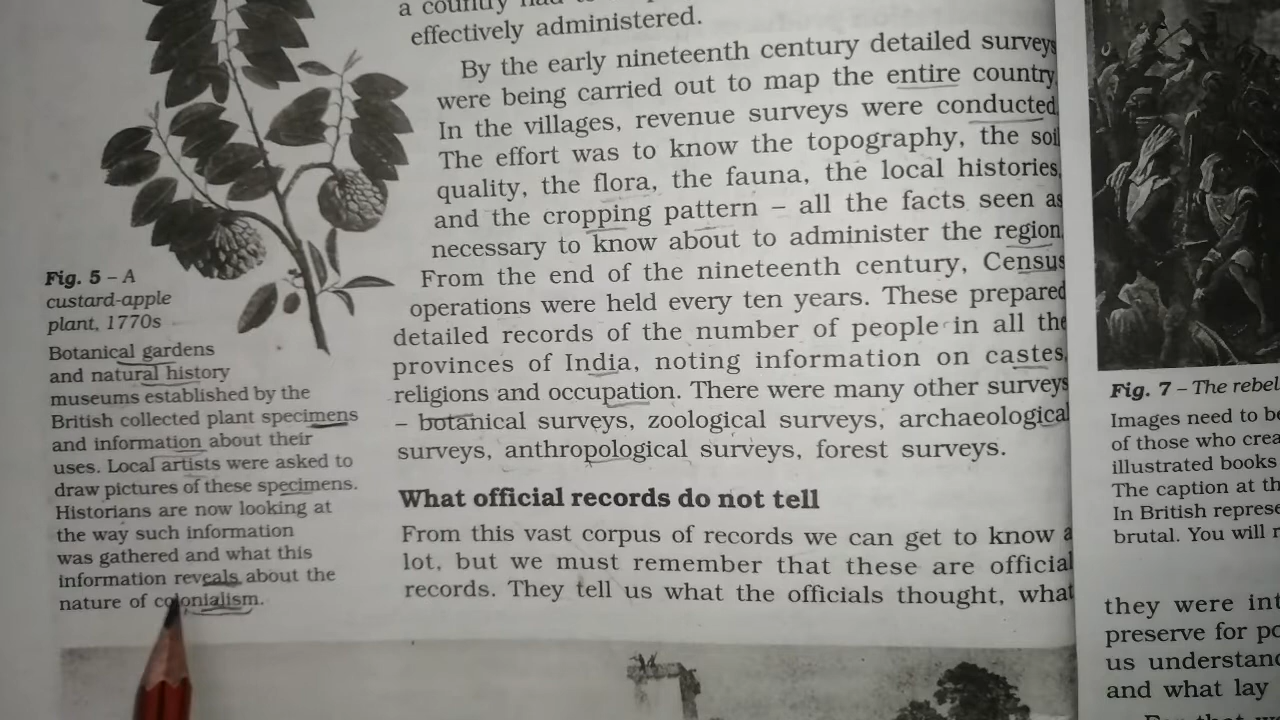 a country had to
effectively administered.
By the early nineteenth century detailed surveys
were being carried out to map the entire country.
In the villages, revenue surveys were conducted.
The effort was to know the topography, the soil
quality, the flora, the fauna, the local histories,
and the cropping pattern – all the facts seen as
necessary to know about to administer the region.
From the end of the nineteenth century, Census
operations were held every ten years. These prepared
detailed records of the number of people in all the
provinces of India, noting information on castes,
religions and occupation. There were many other surveys
– botanical surveys, zoological surveys, archaeological
surveys, anthropological surveys, forest surveys.
What official records do not tell
From this vast corpus of records we can get to know a
lot, but we must remember that these are official
records. They tell us what the officials thought, what
Fig. 5 – A
custard-apple
plant, 1770s
Botanical gardens
and natural history
museums established by the
British collected plant specimens
and information about their
uses. Local artists were asked to
draw pictures of these specimens.
Historians are now looking at
the way such information
was gathered and what this
information reveals about the
nature of colonialism.
Fig. 7 – The rebel
Images need to be
of those who crea
illustrated books
The caption at th
In British represe
brutal. You will r
they were int
preserve for po
us understand
and what lay